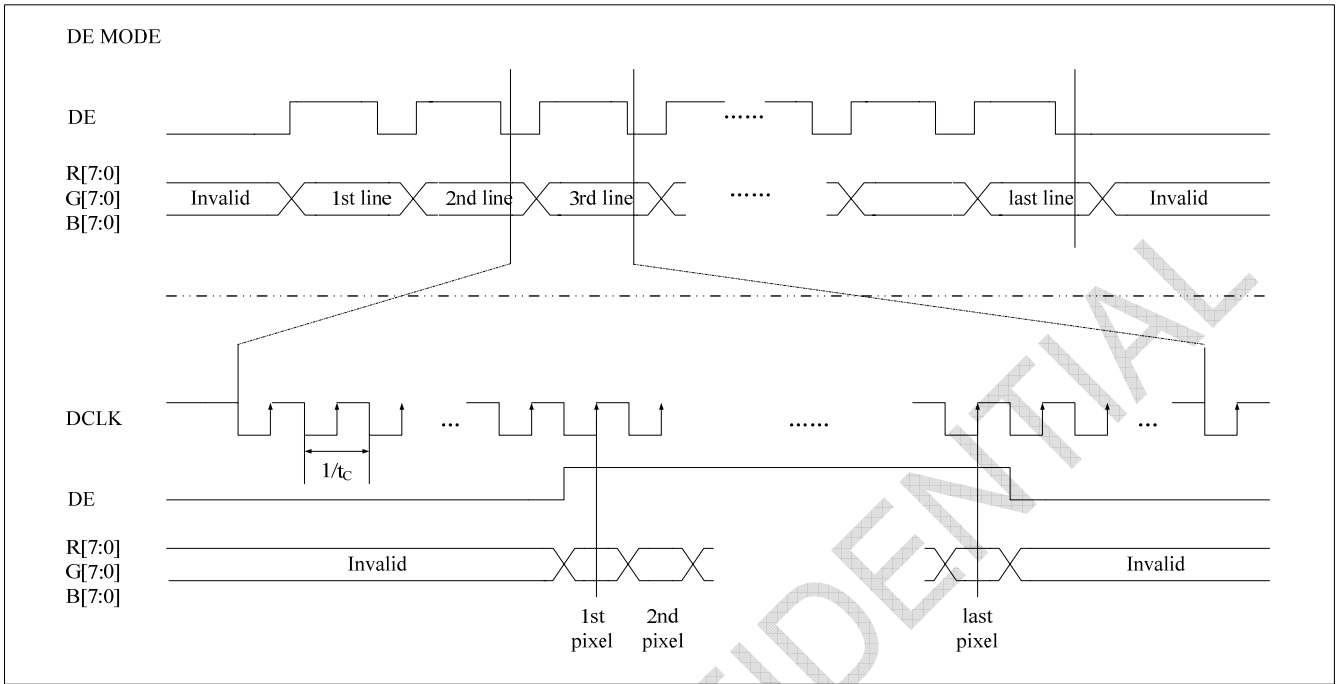 DE MODE
DE
......
R[7:0]
G[7:0]
B[7:0]
Invalid 1st line 2nd line 3rd line ...... last line Invalid
DCLK
... ...... ...
1/tC
DE
R[7:0]
G[7:0]
B[7:0]
Invalid Invalid
1st pixel
2nd pixel
last pixel
FIDENTIAL